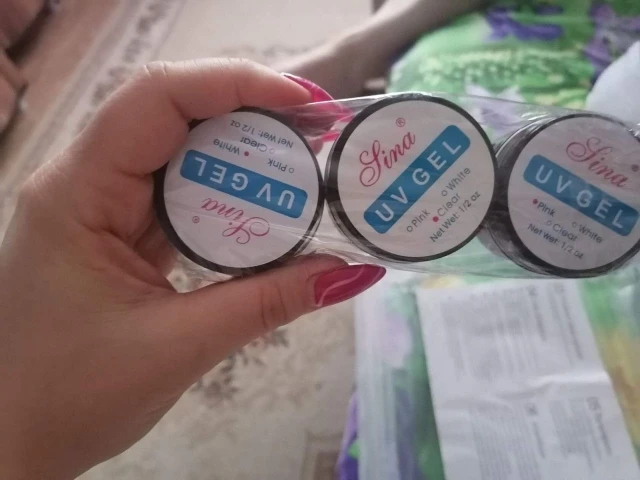 Sina®
UV GEL
○ Pink ● White
○ Clear
Net Wet: 1/2 oz
Sina®
UV GEL
○ Pink ○ White
● Clear
Net Wet: 1/2 oz
Sina®
UV GEL
● Pink ○ White
○ Clear
Net Wet: 1/2 oz